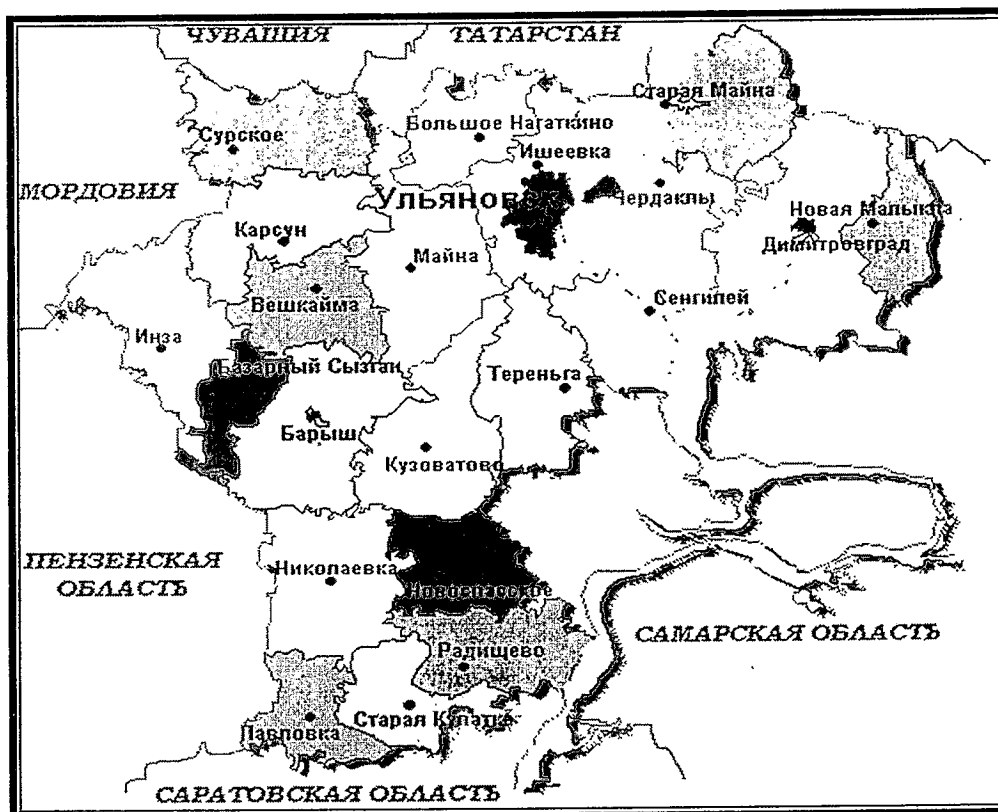 ЧУВАШИЯ
ТАТАРСТАН
Старая Майна
Сурское
Большое Нагаткино
Ишеевка
МОРДОВИЯ
Ульяновск
Чердаклы
Новая Малыкла
Карсун
Димитровград
Майна
Вешкайма
Сенгилей
Инза
Базарный Сызган
Тереньга
Барыш
Кузоватово
ПЕНЗЕНСКАЯ
ОБЛАСТЬ
Николаевка
Новоспасское
САМАРСКАЯ ОБЛАСТЬ
Радищево
Старая Кулатка
Павловка
САРАТОВСКАЯ ОБЛАСТЬ